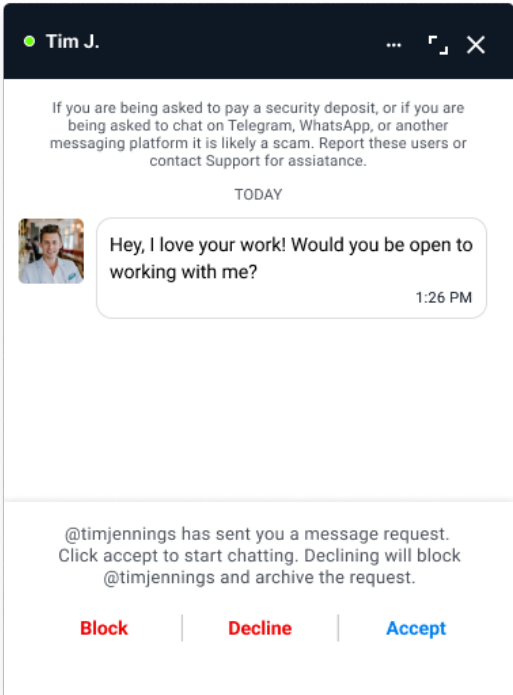 Tim J.
If you are being asked to pay a security deposit, or if you are
being asked to chat on Telegram, WhatsApp, or another
messaging platform it is likely a scam. Report these users or
contact Support for assiatance.
TODAY
Hey, I love your work! Would you be open to
working with me?
1:26 PM
@timjennings has sent you a message request.
Click accept to start chatting. Declining will block
@timjennings and archive the request.
Block
Decline
Accept